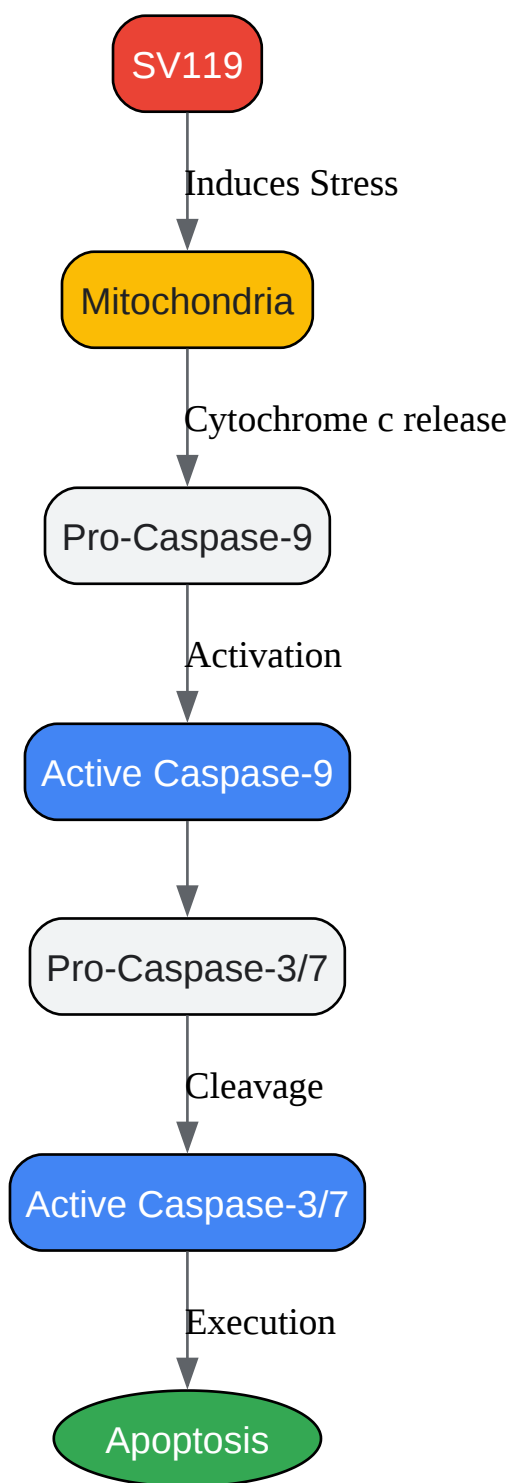 SV119
Induces Stress
Mitochondria
Cytochrome c release
Pro-Caspase-9
Activation
Active Caspase-9
Pro-Caspase-3/7
Cleavage
Active Caspase-3/7
Execution
Apoptosis